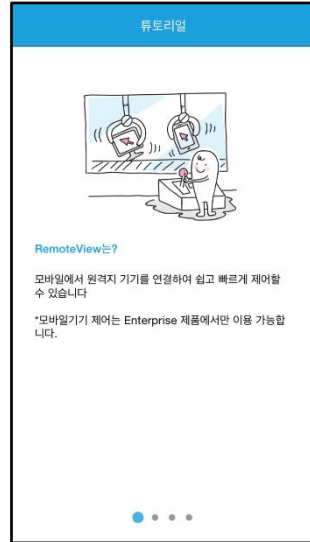 튜토리얼
RemoteView는?
모바일에서 원격지 기기를 연결하여 쉽고 빠르게 제어할
수 있습니다
*모바일기기 제어는 Enterprise 제품에서만 이용 가능합
니다.